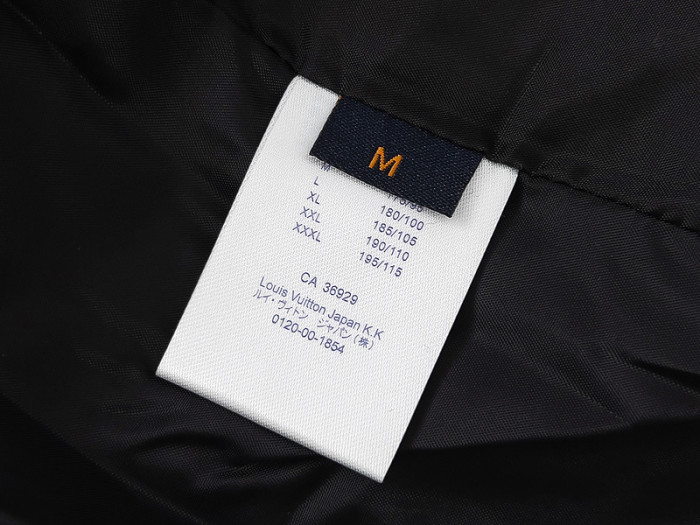 M
M
L
XL 180/100
XXL 185/105
XXXL 190/110
195/115
CA 36929
Louis Vuitton Japan K.K
ルイ・ヴィトン ジャパン(株)
0120-00-1854